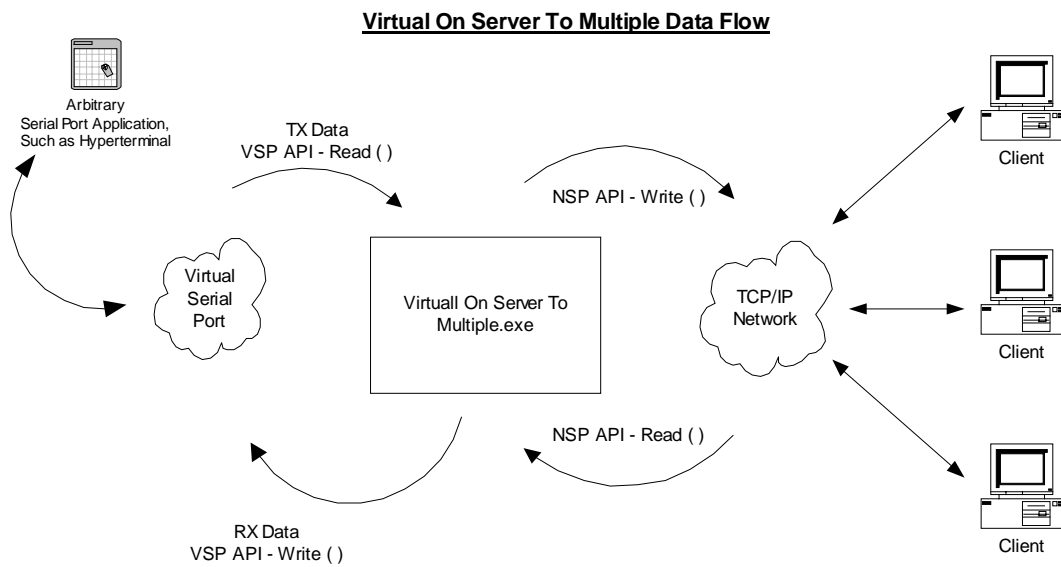 Virtual On Server To Multiple Data Flow
Arbitrary
Serial Port Application,
Such as Hyperterminal
TX Data
VSP API - Read ( )
NSP API - Write ( )
Client
Virtual
Serial
Port
Virtuall On Server To
Multiple.exe
TCP/IP
Network
Client
NSP API - Read ( )
RX Data
VSP API - Write ( )
Client